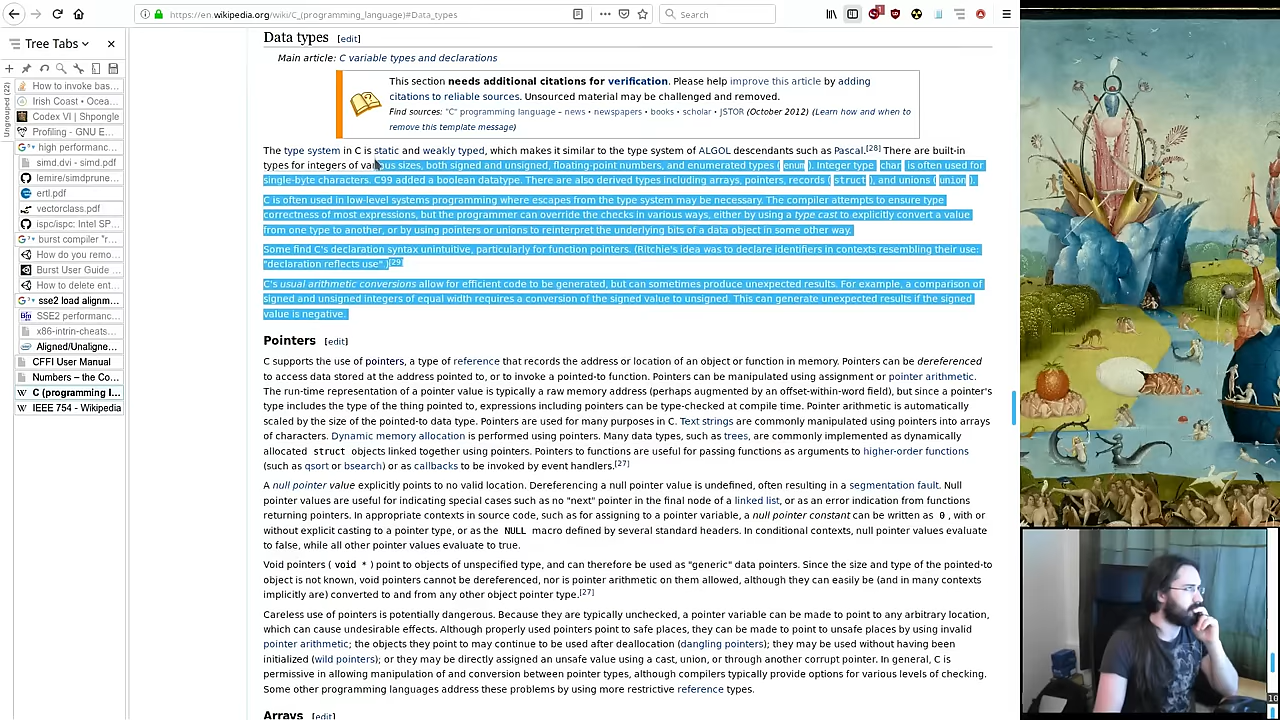 https://en.wikipedia.org/wiki/C_(programming_language)#Data_types
Search
1
Tree Tabs
Ungrouped (22)
How to invoke bas...
Irish Coast • Ocea...
Codex VI | Shpongle
Profiling - GNU E...
high performanc...
simd.dvi - simd.pdf
lemire/simdprune...
ertl.pdf
vectorclass.pdf
ispc/ispc: Intel SP...
burst compiler "r...
How do you remo...
Burst User Guide ...
How to delete ent...
sse2 load alignm...
SSE2 performanc...
x86-intrin-cheats...
Aligned/Unaligne...
CFFI User Manual
Numbers – the Co...
C (programming l...
IEEE 754 - Wikipedia
Data types [edit]
Main article: C variable types and declarations
This section needs additional citations for verification. Please help improve this article by adding
citations to reliable sources. Unsourced material may be challenged and removed.
Find sources: "C" programming language – news • newspapers • books • scholar • JSTOR (October 2012) (Learn how and when to
remove this template message)
The type system in C is static and weakly typed, which makes it similar to the type system of ALGOL descendants such as Pascal.[28] There are built-in
types for integers of various sizes, both signed and unsigned, floating-point numbers, and enumerated types ( enum ). Integer type char is often used for
single-byte characters. C99 added a boolean datatype. There are also derived types including arrays, pointers, records ( struct ), and unions ( union ).
C is often used in low-level systems programming where escapes from the type system may be necessary. The compiler attempts to ensure type
correctness of most expressions, but the programmer can override the checks in various ways, either by using a type cast to explicitly convert a value
from one type to another, or by using pointers or unions to reinterpret the underlying bits of a data object in some other way.
Some find C's declaration syntax unintuitive, particularly for function pointers. (Ritchie's idea was to declare identifiers in contexts resembling their use:
"declaration reflects use".)[29]
C's usual arithmetic conversions allow for efficient code to be generated, but can sometimes produce unexpected results. For example, a comparison of
signed and unsigned integers of equal width requires a conversion of the signed value to unsigned. This can generate unexpected results if the signed
value is negative.
Pointers [edit]
C supports the use of pointers, a type of reference that records the address or location of an object or function in memory. Pointers can be dereferenced
to access data stored at the address pointed to, or to invoke a pointed-to function. Pointers can be manipulated using assignment or pointer arithmetic.
The run-time representation of a pointer value is typically a raw memory address (perhaps augmented by an offset-within-word field), but since a pointer's
type includes the type of the thing pointed to, expressions including pointers can be type-checked at compile time. Pointer arithmetic is automatically
scaled by the size of the pointed-to data type. Pointers are used for many purposes in C. Text strings are commonly manipulated using pointers into arrays
of characters. Dynamic memory allocation is performed using pointers. Many data types, such as trees, are commonly implemented as dynamically
allocated struct objects linked together using pointers. Pointers to functions are useful for passing functions as arguments to higher-order functions
(such as qsort or bsearch) or as callbacks to be invoked by event handlers.[27]
A null pointer value explicitly points to no valid location. Dereferencing a null pointer value is undefined, often resulting in a segmentation fault. Null
pointer values are useful for indicating special cases such as no "next" pointer in the final node of a linked list, or as an error indication from functions
returning pointers. In appropriate contexts in source code, such as for assigning to a pointer variable, a null pointer constant can be written as 0 , with or
without explicit casting to a pointer type, or as the NULL macro defined by several standard headers. In conditional contexts, null pointer values evaluate
to false, while all other pointer values evaluate to true.
Void pointers ( void * ) point to objects of unspecified type, and can therefore be used as "generic" data pointers. Since the size and type of the pointed-to
object is not known, void pointers cannot be dereferenced, nor is pointer arithmetic on them allowed, although they can easily be (and in many contexts
implicitly are) converted to and from any other object pointer type.[27]
Careless use of pointers is potentially dangerous. Because they are typically unchecked, a pointer variable can be made to point to any arbitrary location,
which can cause undesirable effects. Although properly used pointers point to safe places, they can be made to point to unsafe places by using invalid
pointer arithmetic; the objects they point to may continue to be used after deallocation (dangling pointers); they may be used without having been
initialized (wild pointers); or they may be directly assigned an unsafe value using a cast, union, or through another corrupt pointer. In general, C is
permissive in allowing manipulation of and conversion between pointer types, although compilers typically provide options for various levels of checking.
Some other programming languages address these problems by using more restrictive reference types.
Arrays [edit]
10